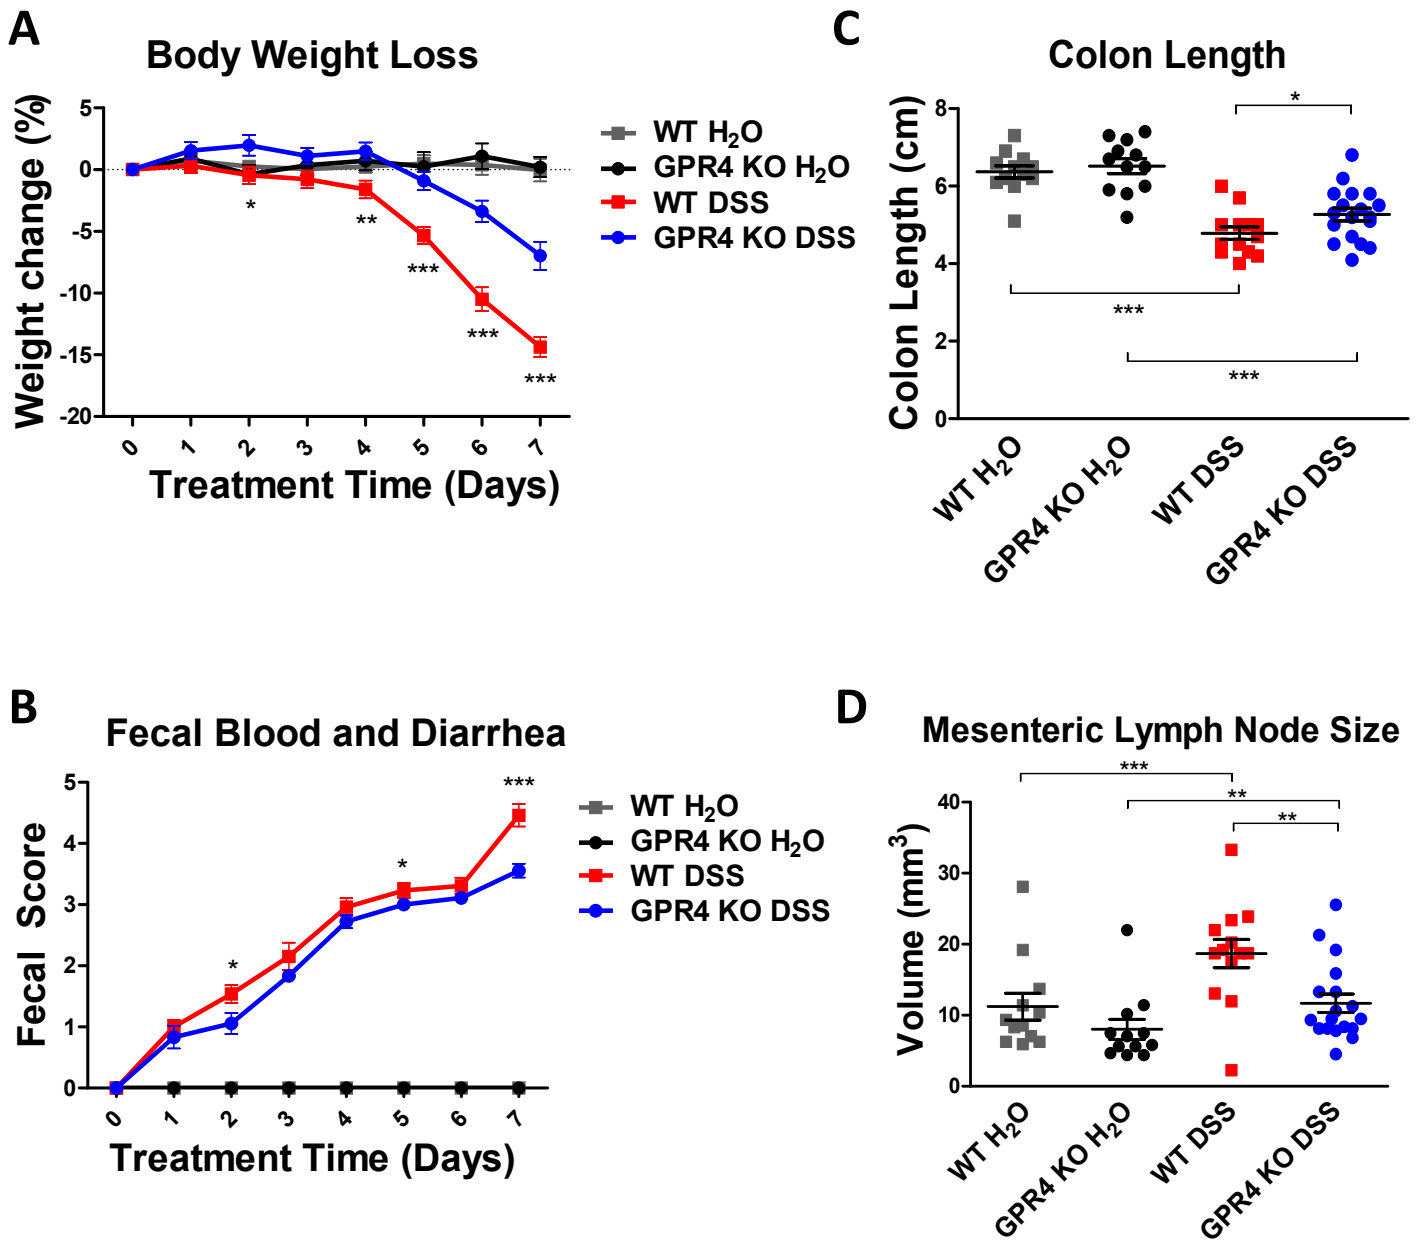 A
Body Weight Loss
Weight change (%)
5
0
-5
-10
-15
-20
*
**
***
***
***
0 1 2 3 4 5 6 7
Treatment Time (Days)
WT H₂O
GPR4 KO H₂O
WT DSS
GPR4 KO DSS
C
Colon Length
Colon Length (cm)
8
6
4
2
0
*
***
***
WT H₂O
GPR4 KO H₂O
WT DSS
GPR4 KO DSS
B
Fecal Blood and Diarrhea
Fecal Score
5
4
3
2
1
0
*
*
***
0 1 2 3 4 5 6 7
Treatment Time (Days)
WT H₂O
GPR4 KO H₂O
WT DSS
GPR4 KO DSS
D
Mesenteric Lymph Node Size
Volume (mm³)
40
30
20
10
0
***
**
**
WT H₂O
GPR4 KO H₂O
WT DSS
GPR4 KO DSS